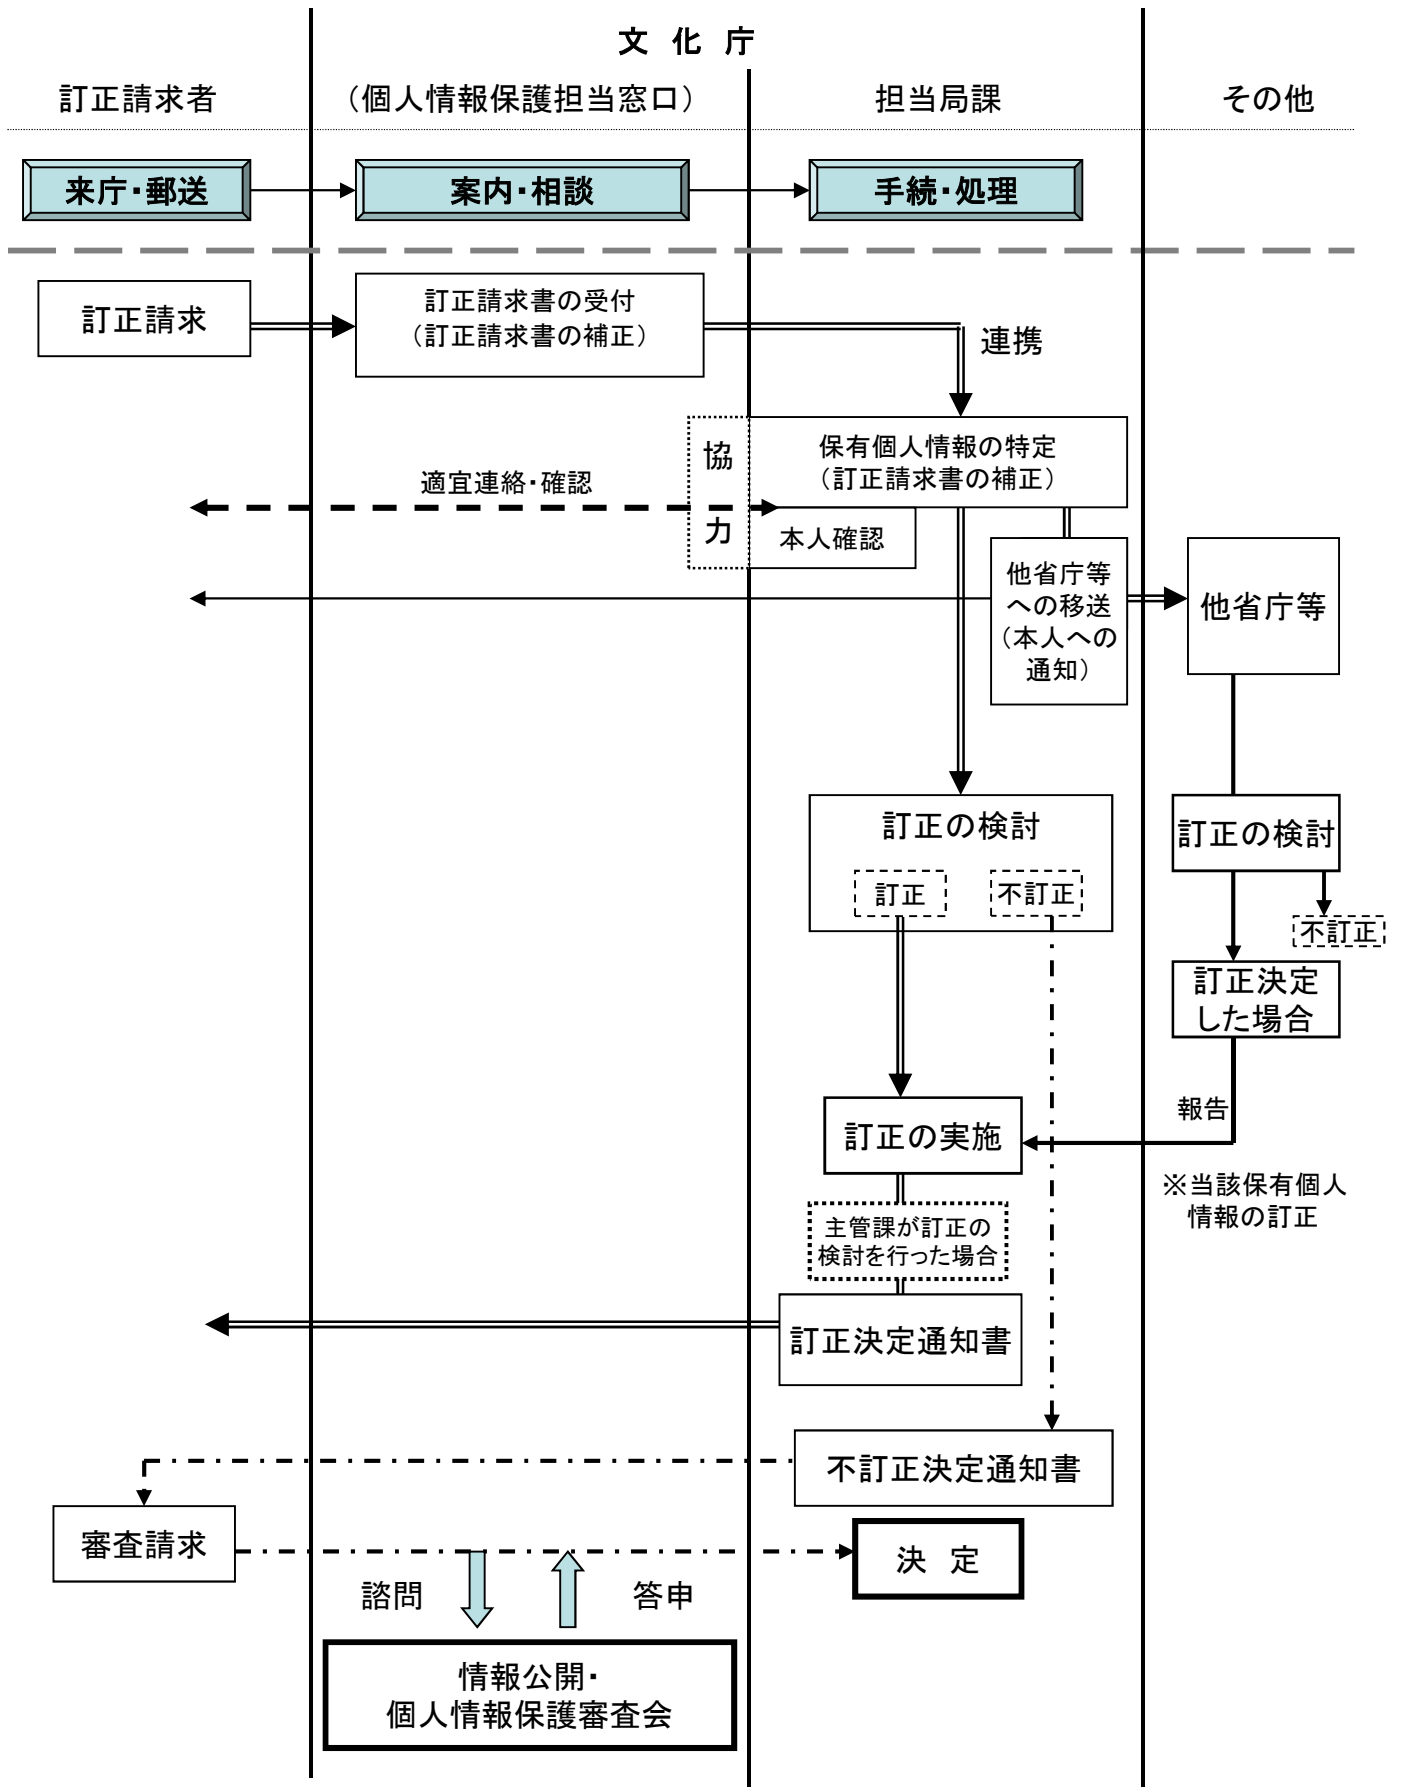 文 化 庁
訂正請求者
（個人情報保護担当窓口）
担当局課
その他
来庁・郵送
案内・相談
手続・処理
訂正請求
訂正請求書の受付
（訂正請求書の補正）
連携
協
力
保有個人情報の特定
（訂正請求書の補正）
適宜連絡・確認
本人確認
他省庁等
への移送
（本人への
通知）
他省庁等
訂正の検討
訂正
不訂正
訂正の検討
不訂正
訂正決定
した場合
報告
訂正の実施
※当該保有個人
情報の訂正
主管課が訂正の
検討を行った場合
訂正決定通知書
不訂正決定通知書
審査請求
決 定
諮問
答申
情報公開・
個人情報保護審査会